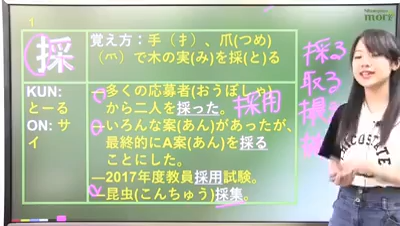 Nihongo no mori
1
採
覚え方：手（扌）、爪(つめ)
（⺤）で木の実(み)を採(と)る
KUN:
とーる
ON: サ
イ
―多くの応募者(おうぼしゃ)
から二人を採った。採用
―いろんな案(あん)があったが、
最終的にA案(あん)を採る
ことにした。
―2017年度教員採用試験。
―昆虫(こんちゅう)採集。
採る
取る